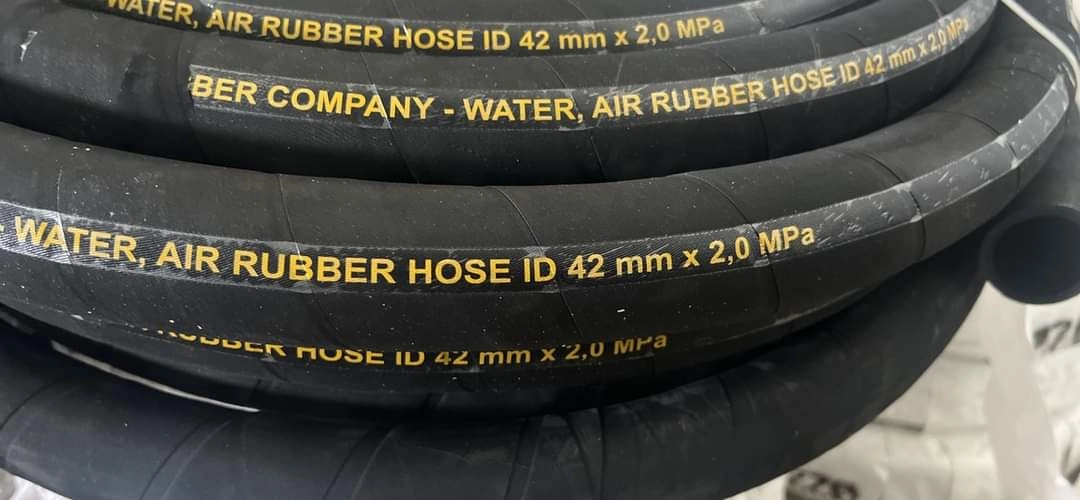 WATER, AIR RUBBER HOSE ID 42 mm x 2,0 MPa
BER COMPANY - WATER, AIR RUBBER HOSE ID 42 mm x 2,0 MPa
- WATER, AIR RUBBER HOSE ID 42 mm x 2,0 MPa
RUBBER HOSE ID 42 mm x 2,0 MPa